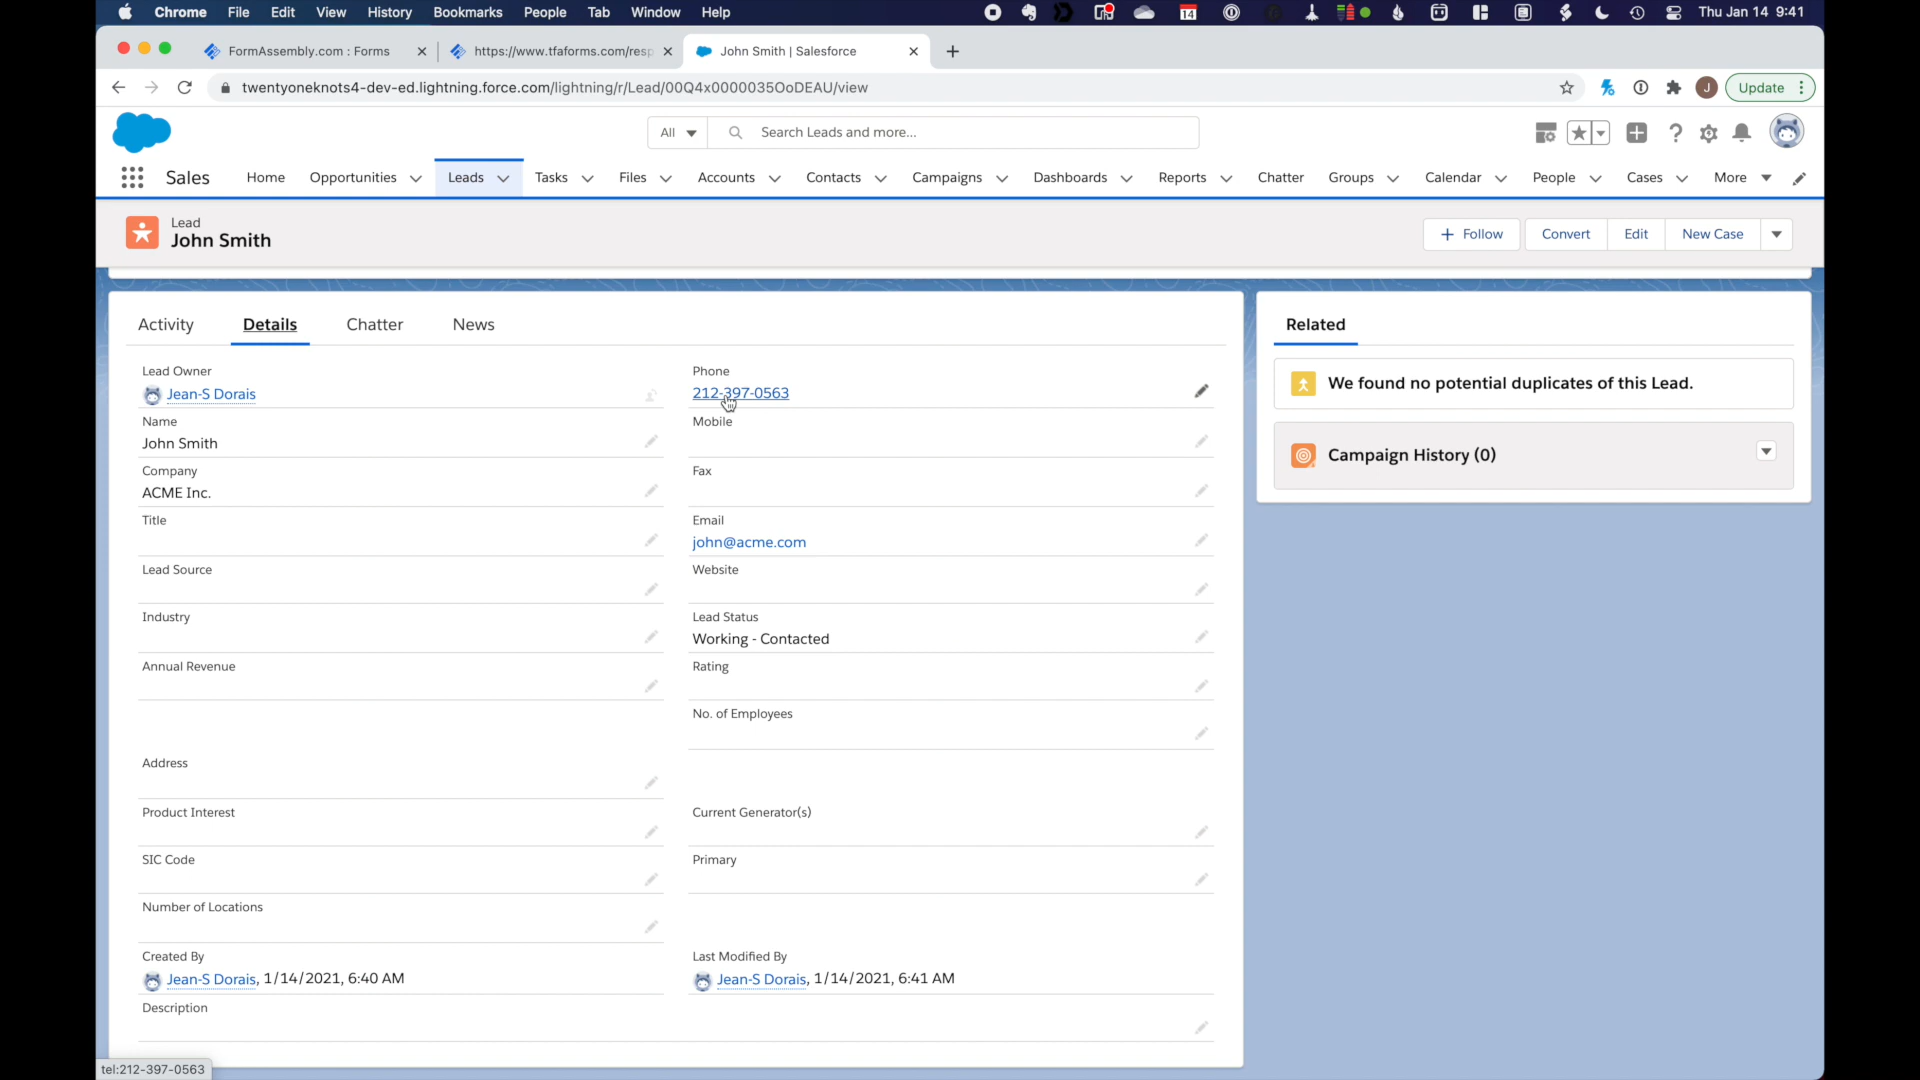 Chrome File Edit View History Bookmarks People Tab Window Help 14 Thu Jan 14 9:41
FormAssembly.com : Forms https://www.tfaforms.com/resp John Smith | Salesforce
twentyoneknots4-dev-ed.lightning.force.com/lightning/r/Lead/00Q4x0000035OoDEAU/view J Update
All Search Leads and more...
Sales Home Opportunities Leads Tasks Files Accounts Contacts Campaigns Dashboards Reports Chatter Groups Calendar People Cases More
Lead
John Smith
Follow Convert Edit New Case
Activity Details Chatter News
Related
Lead Owner
Jean-S Dorais
Phone
212-397-0563
We found no potential duplicates of this Lead.
Name
John Smith
Mobile
Campaign History (0)
Company
ACME Inc.
Fax
Title
Email
john@acme.com
Lead Source
Website
Industry
Lead Status
Working - Contacted
Annual Revenue
Rating
No. of Employees
Address
Product Interest
Current Generator(s)
SIC Code
Primary
Number of Locations
Created By
Jean-S Dorais, 1/14/2021, 6:40 AM
Last Modified By
Jean-S Dorais, 1/14/2021, 6:41 AM
Description
tel:212-397-0563